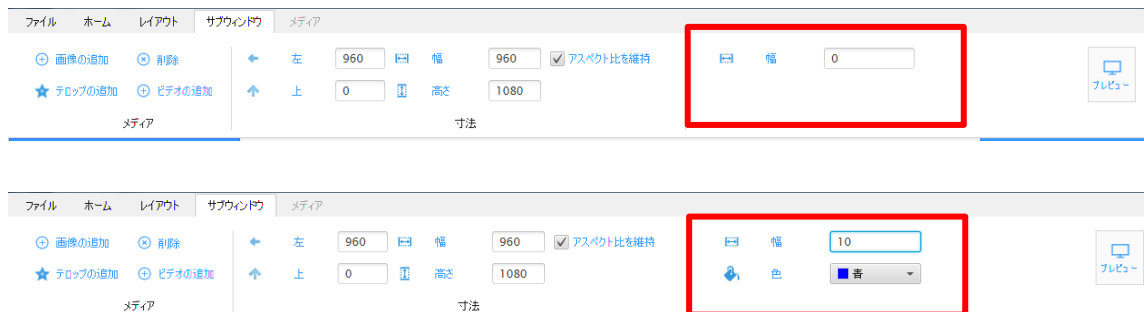 ファイル ホーム レイアウト サブウィンドウ メディア
画像の追加 削除 左 960 幅 960 アスペクト比を維持 幅 0
テロップの追加 ビデオの追加 上 0 高さ 1080 プレビュー
メディア 寸法
ファイル ホーム レイアウト サブウィンドウ メディア
画像の追加 削除 左 960 幅 960 アスペクト比を維持 幅 10
テロップの追加 ビデオの追加 上 0 高さ 1080 色 青 プレビュー
メディア 寸法